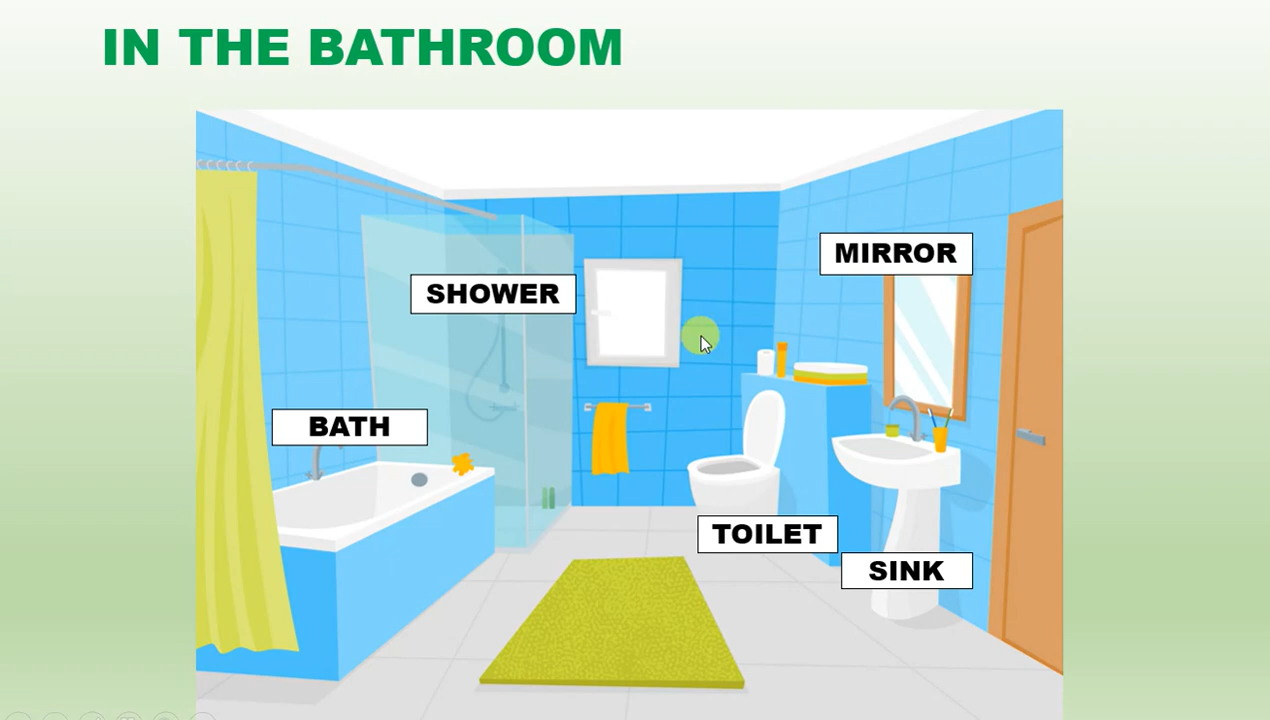 IN THE BATHROOM
MIRROR
SHOWER
BATH
TOILET
SINK